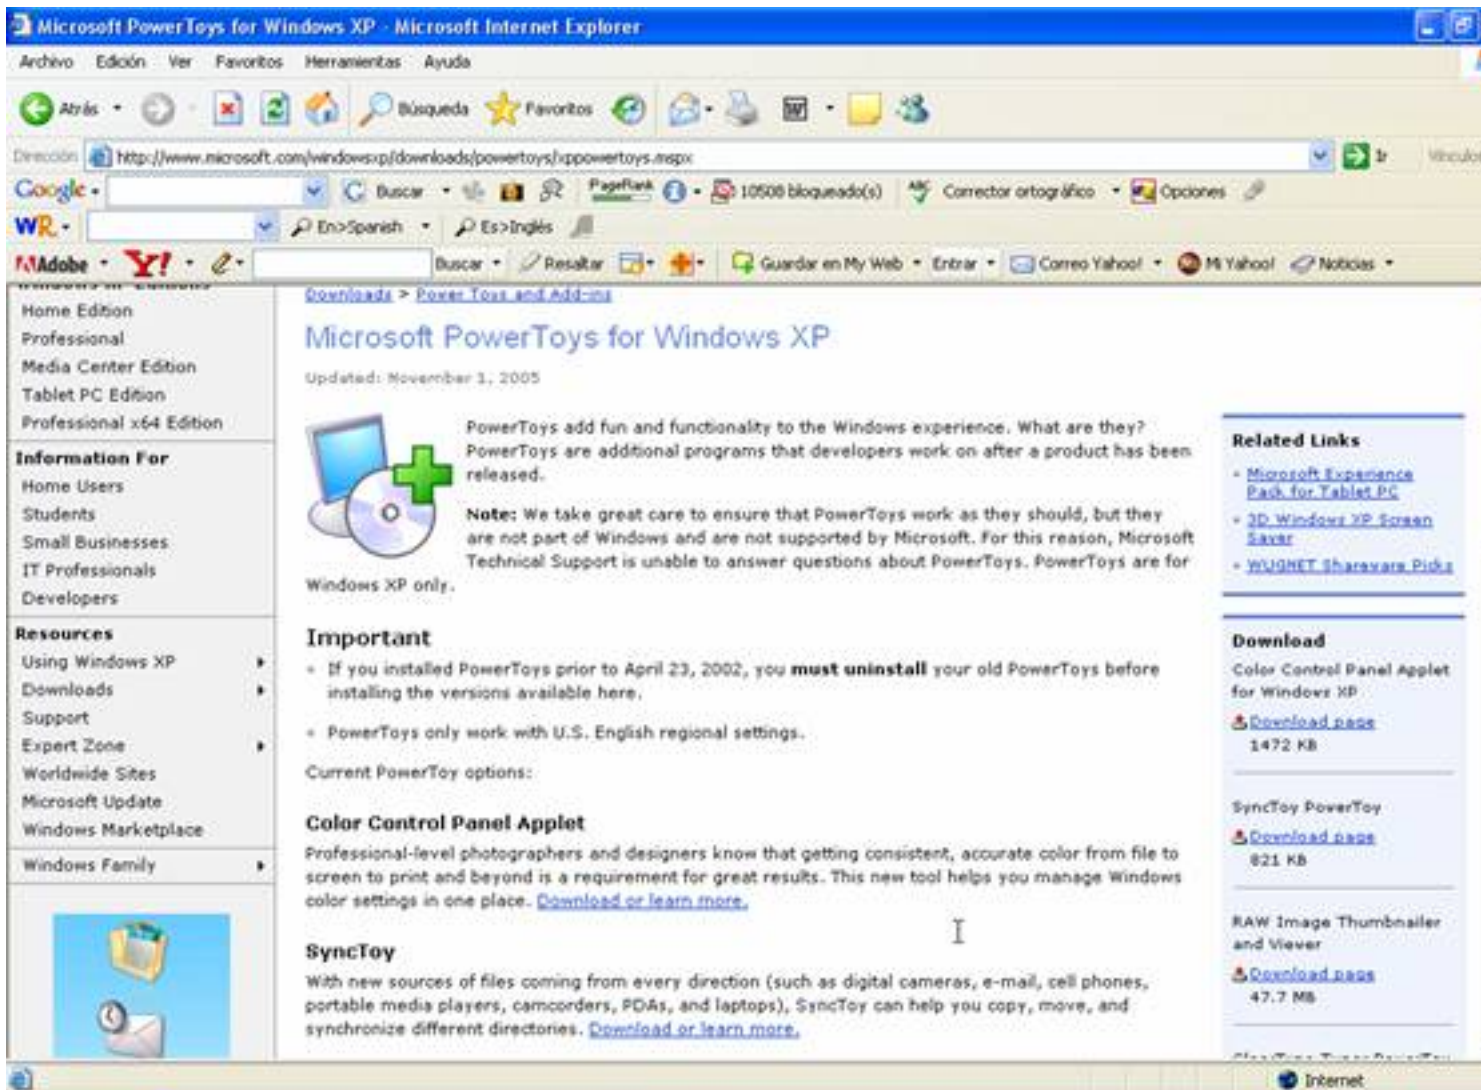 Microsoft PowerToys for Windows XP - Microsoft Internet Explorer
Archivo Edición Ver Favoritos Herramientas Ayuda
Atrás Búsqueda Favoritos
Dirección http://www.microsoft.com/windowsxp/downloads/powertoys/xppowertoys.mspx Ir Vínculos
Google Buscar PageRank 10508 bloqueado(s) ABC Corrector ortográfico Opciones
WR En>Spanish Es>Inglés
Adobe Y! Buscar Resaltar Guardar en My Web Entrar Correo Yahoo! Mi Yahoo! Noticias
Downloads > Power Toys and Add-ins
Home Edition
Professional
Media Center Edition
Tablet PC Edition
Professional x64 Edition
Information For
Home Users
Students
Small Businesses
IT Professionals
Developers
Resources
Using Windows XP
Downloads
Support
Expert Zone
Worldwide Sites
Microsoft Update
Windows Marketplace
Windows Family
Microsoft PowerToys for Windows XP
Updated: November 1, 2005
PowerToys add fun and functionality to the Windows experience. What are they?
PowerToys are additional programs that developers work on after a product has been
released.
Note: We take great care to ensure that PowerToys work as they should, but they
are not part of Windows and are not supported by Microsoft. For this reason, Microsoft
Technical Support is unable to answer questions about PowerToys. PowerToys are for
Windows XP only.
Important
If you installed PowerToys prior to April 23, 2002, you must uninstall your old PowerToys before
installing the versions available here.
PowerToys only work with U.S. English regional settings.
Current PowerToy options:
Color Control Panel Applet
Professional-level photographers and designers know that getting consistent, accurate color from file to
screen to print and beyond is a requirement for great results. This new tool helps you manage Windows
color settings in one place. Download or learn more.
SyncToy
With new sources of files coming from every direction (such as digital cameras, e-mail, cell phones,
portable media players, camcorders, PDAs, and laptops), SyncToy can help you copy, move, and
synchronize different directories. Download or learn more.
Related Links
Microsoft Experience
Pack for Tablet PC
3D Windows XP Screen
Saver
WUGNET Shareware Picks
Download
Color Control Panel Applet
for Windows XP
Download page
1472 KB
SyncToy PowerToy
Download page
821 KB
RAW Image Thumbnailer
and Viewer
Download page
47.7 MB
Internet